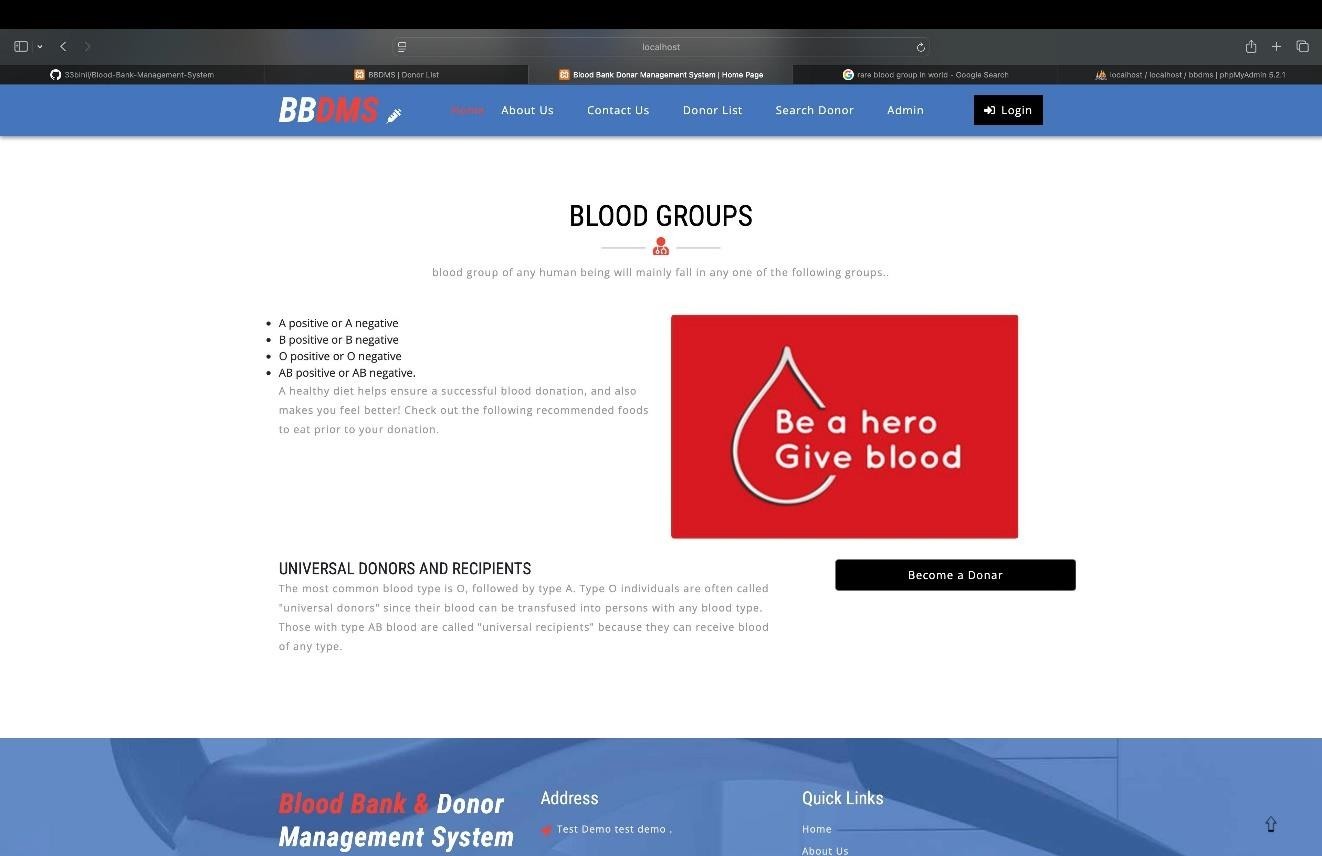 localhost
33binil/Blood-Bank-Management-System
BBDMS | Donor List
Blood Bank Donar Management System | Home Page
rare blood group in world - Google Search
localhost / localhost / bbdms | phpMyAdmin 5.2.1
BBDMS
Home
About Us
Contact Us
Donor List
Search Donor
Admin
Login
BLOOD GROUPS
blood group of any human being will mainly fall in any one of the following groups..
A positive or A negative
B positive or B negative
O positive or O negative
AB positive or AB negative.
A healthy diet helps ensure a successful blood donation, and also
makes you feel better! Check out the following recommended foods
to eat prior to your donation.
Be a hero
Give blood
UNIVERSAL DONORS AND RECIPIENTS
The most common blood type is O, followed by type A. Type O individuals are often called
"universal donors" since their blood can be transfused into persons with any blood type.
Those with type AB blood are called "universal recipients" because they can receive blood
of any type.
Become a Donar
Blood Bank & Donor
Management System
Address
Test Demo test demo .
Quick Links
Home
About Us